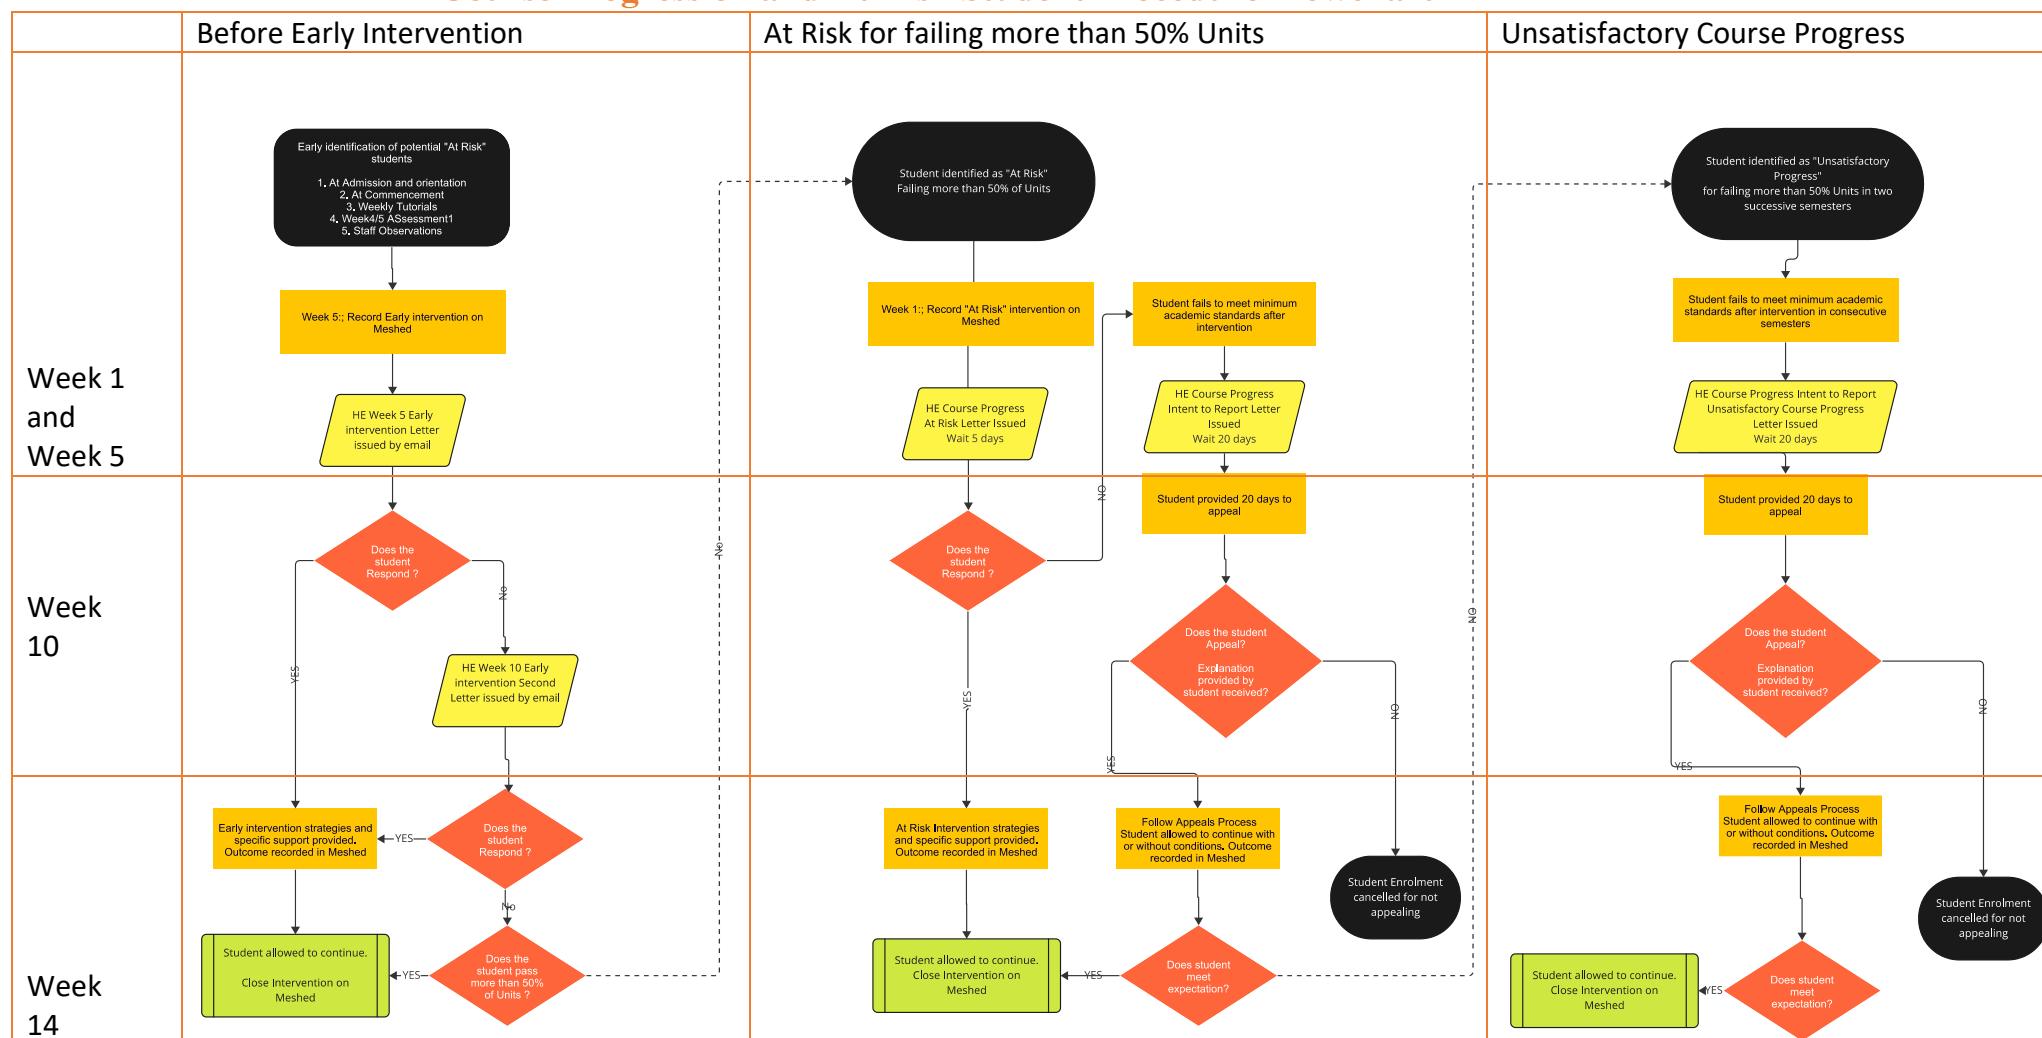 Before Early Intervention
At Risk for failing more than 50% Units
Unsatisfactory Course Progress
Week 1
and
Week 5
Early identification of potential "At Risk"
students
1. At Admission and orientation
2. At Commencement
3. Weekly Tutorials
4. Week4/5 ASsessment1
5. Staff Observations
Week 5:; Record Early intervention on
Meshed
HE Week 5 Early
intervention Letter
issued by email
Student identified as "At Risk"
Failing more than 50% of Units
Week 1:; Record "At Risk" intervention on
Meshed
HE Course Progress
At Risk Letter Issued
Wait 5 days
Student fails to meet minimum
academic standards after
intervention
HE Course Progress
Intent to Report Letter
Issued
Wait 20 days
Student identified as "Unsatisfactory
Progress"
for failing more than 50% Units in two
successive semesters
Student fails to meet minimum academic
standards after intervention in consecutive
semesters
HE Course Progress Intent to Report
Unsatisfactory Course Progress
Letter Issued
Wait 20 days
Week
10
Does the
student
Respond ?
YES
No
HE Week 10 Early
intervention Second
Letter issued by email
No
Does the
student
Respond ?
NO
YES
Student provided 20 days to
appeal
Does the student
Appeal?
Explanation
provided by
student received?
YES
NO
NO
Student provided 20 days to
appeal
Does the student
Appeal?
Explanation
provided by
student received?
YES
NO
Week
14
Early intervention strategies and
specific support provided.
Outcome recorded in Meshed
YES
Does the
student
Respond ?
No
Student allowed to continue.
Close Intervention on
Meshed
YES
Does the
student pass
more than 50%
of Units ?
At Risk Intervention strategies
and specific support provided.
Outcome recorded in Meshed
Follow Appeals Process
Student allowed to continue with
or without conditions. Outcome
recorded in Meshed
Student Enrolment
cancelled for not
appealing
Student allowed to continue.
Close Intervention on
Meshed
YES
Does student
meet
expectation?
Follow Appeals Process
Student allowed to continue with
or without conditions. Outcome
recorded in Meshed
Student Enrolment
cancelled for not
appealing
Student allowed to continue.
Close Intervention on
Meshed
YES
Does student
meet
expectation?